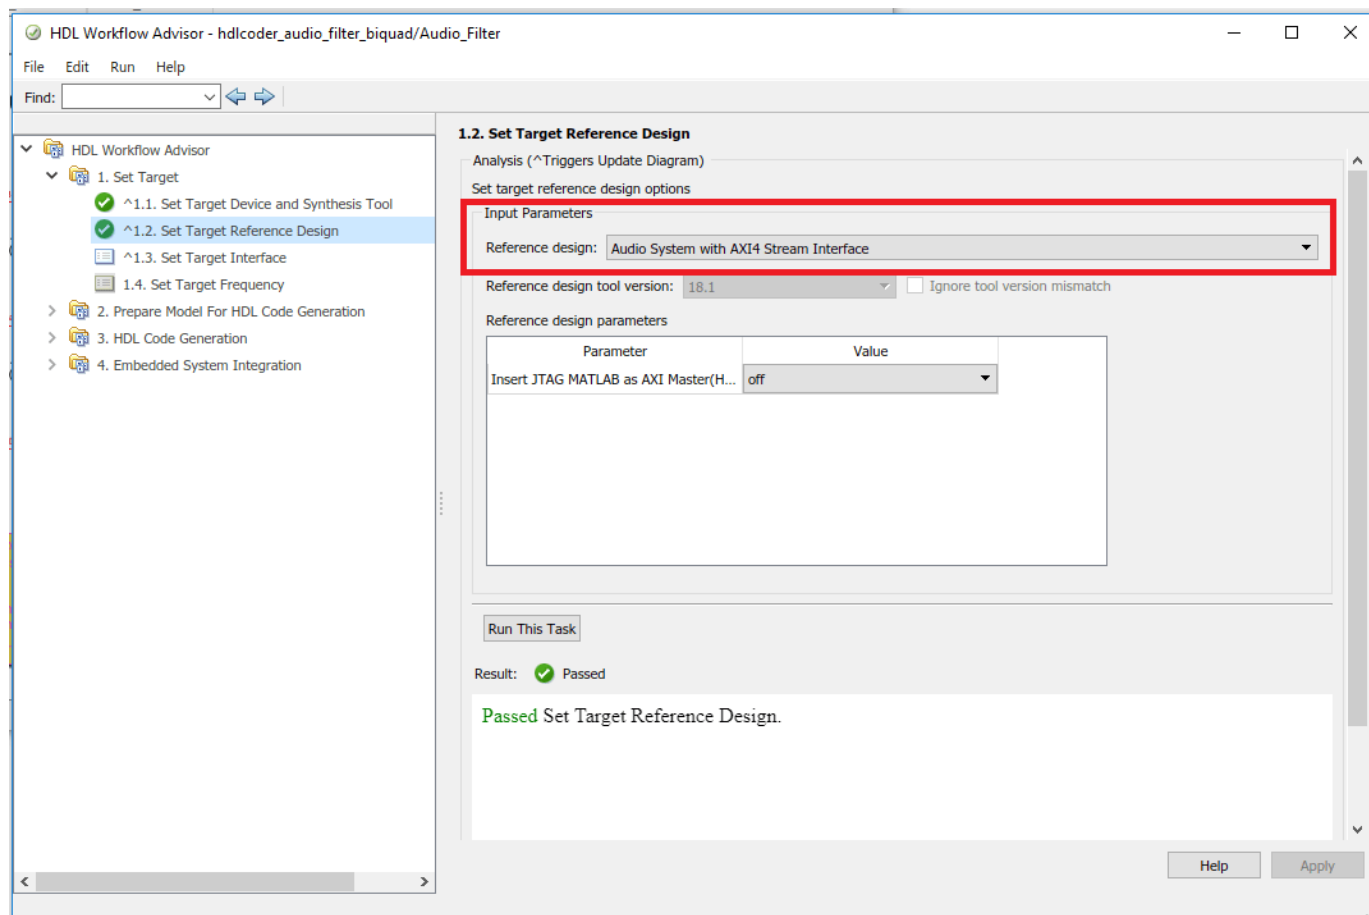 HDL Workflow Advisor - hdlcoder_audio_filter_biquad/Audio_Filter
File Edit Run Help
Find:
HDL Workflow Advisor
1. Set Target
^1.1. Set Target Device and Synthesis Tool
^1.2. Set Target Reference Design
^1.3. Set Target Interface
1.4. Set Target Frequency
2. Prepare Model For HDL Code Generation
3. HDL Code Generation
4. Embedded System Integration
1.2. Set Target Reference Design
Analysis (^Triggers Update Diagram)
Set target reference design options
Input Parameters
Reference design: Audio System with AXI4 Stream Interface
Reference design tool version: 18.1 Ignore tool version mismatch
Reference design parameters
Parameter Value
Insert JTAG MATLAB as AXI Master(H... off
Run This Task
Result: Passed
Passed Set Target Reference Design.
Help Apply